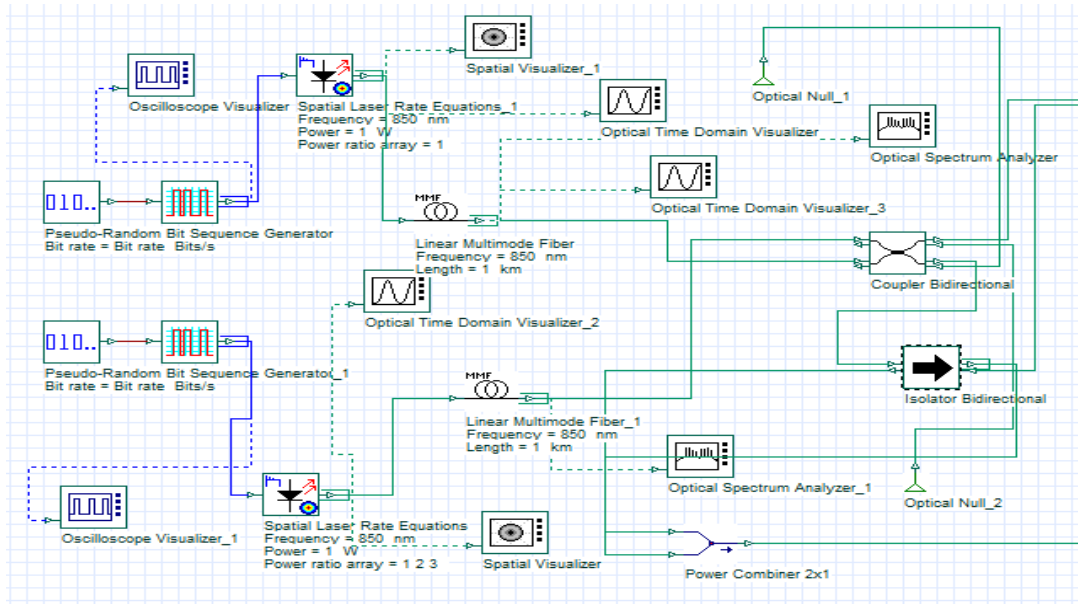 Spatial Visualizer_1
Oscilloscope Visualizer
Spatial Laser Rate Equations_1
Frequency = 850 nm
Power = 1 W
Power ratio array = 1
Optical Time Domain Visualizer
Optical Null_1
Optical Spectrum Analyzer
010..
Pseudo-Random Bit Sequence Generator
Bit rate = Bit rate Bits/s
MMF
Linear Multimode Fiber
Frequency = 850 nm
Length = 1 km
Optical Time Domain Visualizer_3
Coupler Bidirectional
Optical Time Domain Visualizer_2
010..
Pseudo-Random Bit Sequence Generator_1
Bit rate = Bit rate Bits/s
MMF
Linear Multimode Fiber_1
Frequency = 850 nm
Length = 1 km
Isolator Bidirectional
Optical Spectrum Analyzer_1
Optical Null_2
Oscilloscope Visualizer_1
Spatial Laser Rate Equations
Frequency = 850 nm
Power = 1 W
Power ratio array = 1 2 3
Spatial Visualizer
Power Combiner 2x1